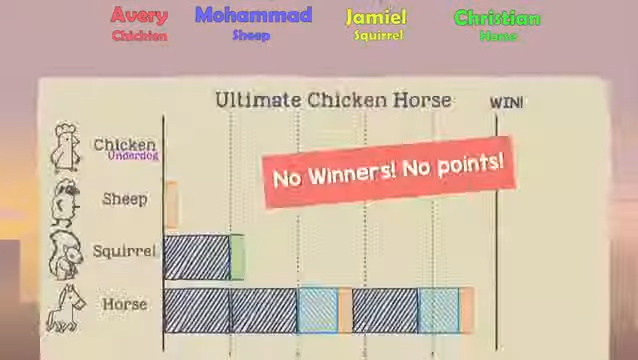 Avery Mohammad Jamiel Christian
Chickien Sheep Squirrel Horse
Ultimate Chicken Horse WIN!
Chicken
Underdog
No Winners! No points!
Sheep
Squirrel
Horse